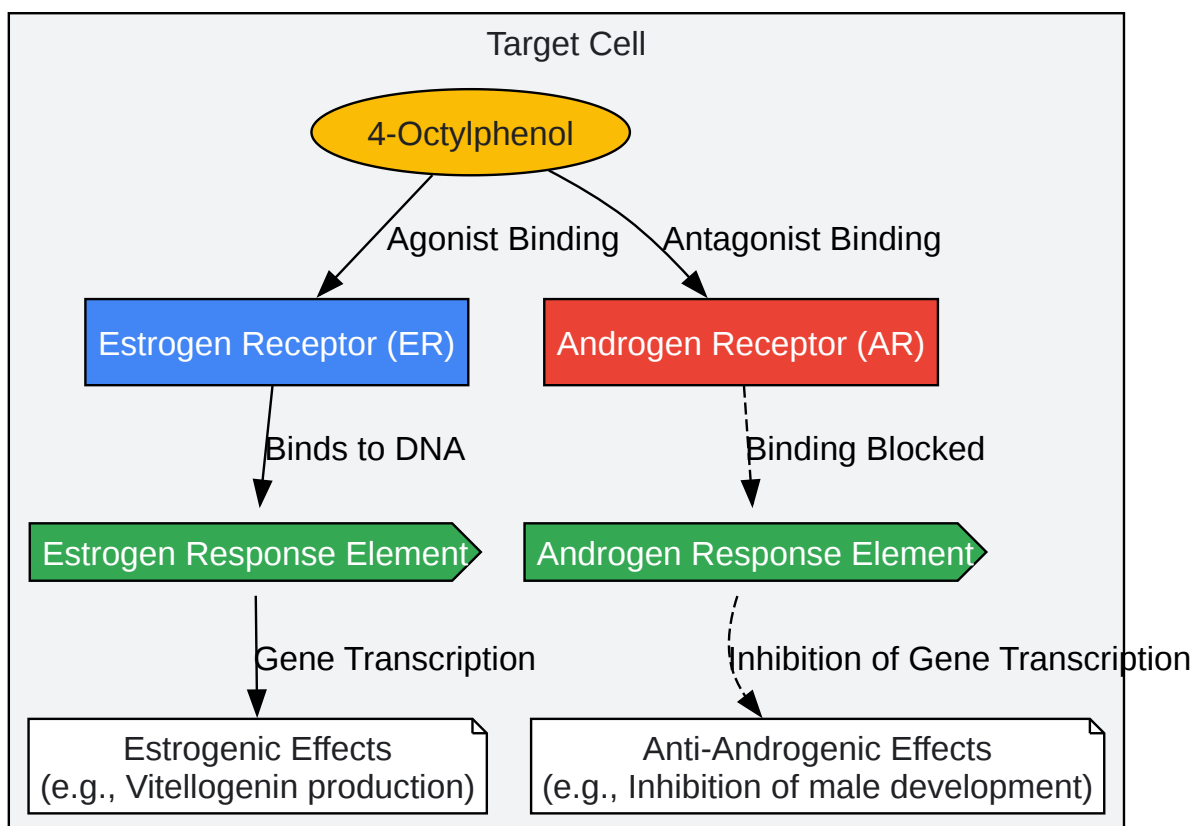 Target Cell
4-Octylphenol
Agonist Binding
Antagonist Binding
Estrogen Receptor (ER)
Androgen Receptor (AR)
Binds to DNA
Binding Blocked
Estrogen Response Element
Androgen Response Element
Gene Transcription
Inhibition of Gene Transcription
Estrogenic Effects
(e.g., Vitellogenin production)
Anti-Androgenic Effects
(e.g., Inhibition of male development)